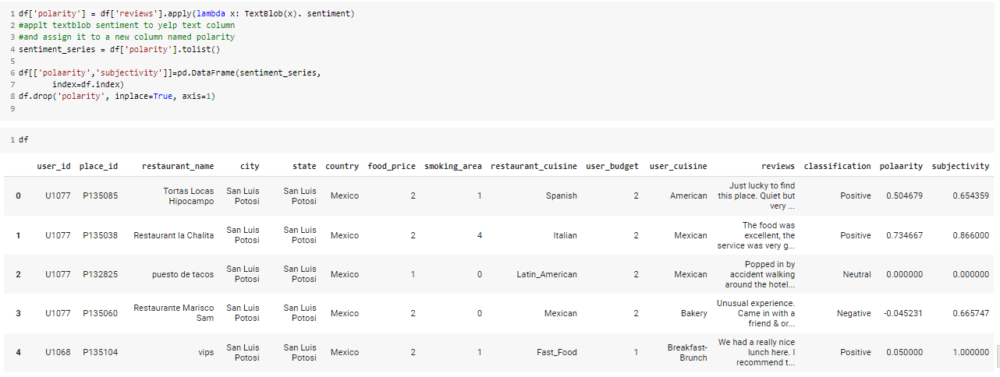 1 df['polarity'] = df['reviews'].apply(lambda x: TextBlob(x). sentiment)
2 #applt textblob sentiment to yelp text column
3 #and assign it to a new column named polarity
4 sentiment_series = df['polarity'].tolist()
5
6 df[['polaarity','subjectivity']]=pd.DataFrame(sentiment_series,
7 index=df.index)
8 df.drop('polarity', inplace=True, axis=1)
9
1 df
user_id place_id restaurant_name city state country food_price smoking_area restaurant_cuisine user_budget user_cuisine reviews classification polaarity subjectivity
0 U1077 P135085 Tortas Locas Hipocampo San Luis Potosi San Luis Potosi Mexico 2 1 Spanish 2 American Just lucky to find this place. Quiet but very ... Positive 0.504679 0.654359
1 U1077 P135038 Restaurant la Chalita San Luis Potosi San Luis Potosi Mexico 2 4 Italian 2 Mexican The food was excellent, the service was very g... Positive 0.734667 0.866000
2 U1077 P132825 puesto de tacos San Luis Potosi San Luis Potosi Mexico 1 0 Latin_American 2 Mexican Popped in by accident walking around the hotel... Neutral 0.000000 0.000000
3 U1077 P135060 Restaurante Marisco Sam San Luis Potosi San Luis Potosi Mexico 2 0 Mexican 2 Bakery Unusual experience. Came in with a friend & or... Negative -0.045231 0.665747
4 U1068 P135104 vips San Luis Potosi San Luis Potosi Mexico 2 1 Fast_Food 1 Breakfast-Brunch We had a really nice lunch here. I recommend t... Positive 0.050000 1.000000